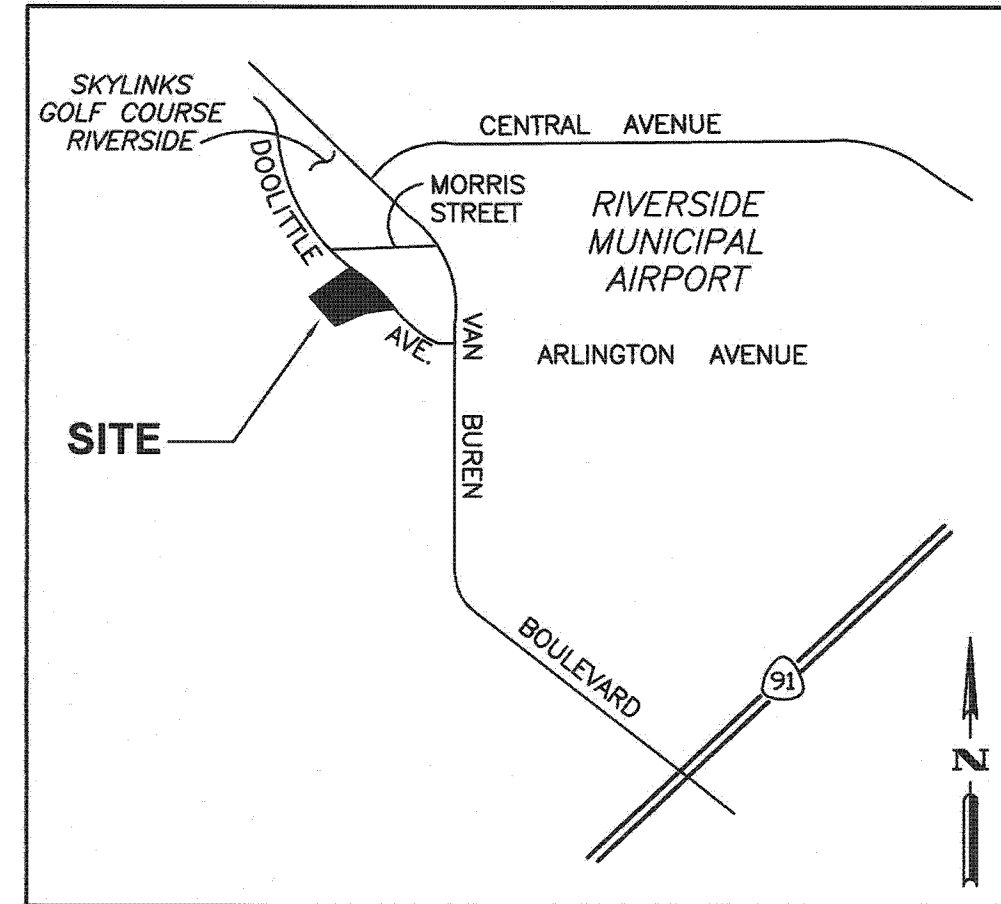 SKYLINKS
GOLF COURSE
RIVERSIDE
CENTRAL AVENUE
DOOLITTLE
AVE.
MORRIS
STREET
RIVERSIDE
MUNICIPAL
AIRPORT
VAN
BUREN
ARLINGTON AVENUE
SITE
BOULEVARD
91
N